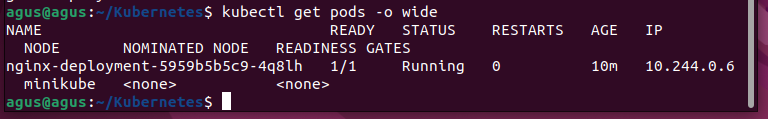 agus@agus:~/Kubernetes$ kubectl get pods -o wide
NAME                                READY   STATUS    RESTARTS   AGE   IP
  NODE       NOMINATED NODE   READINESS GATES
nginx-deployment-5959b5b5c9-4q8lh   1/1     Running   0          10m   10.244.0.6
  minikube   <none>           <none>
agus@agus:~/Kubernetes$